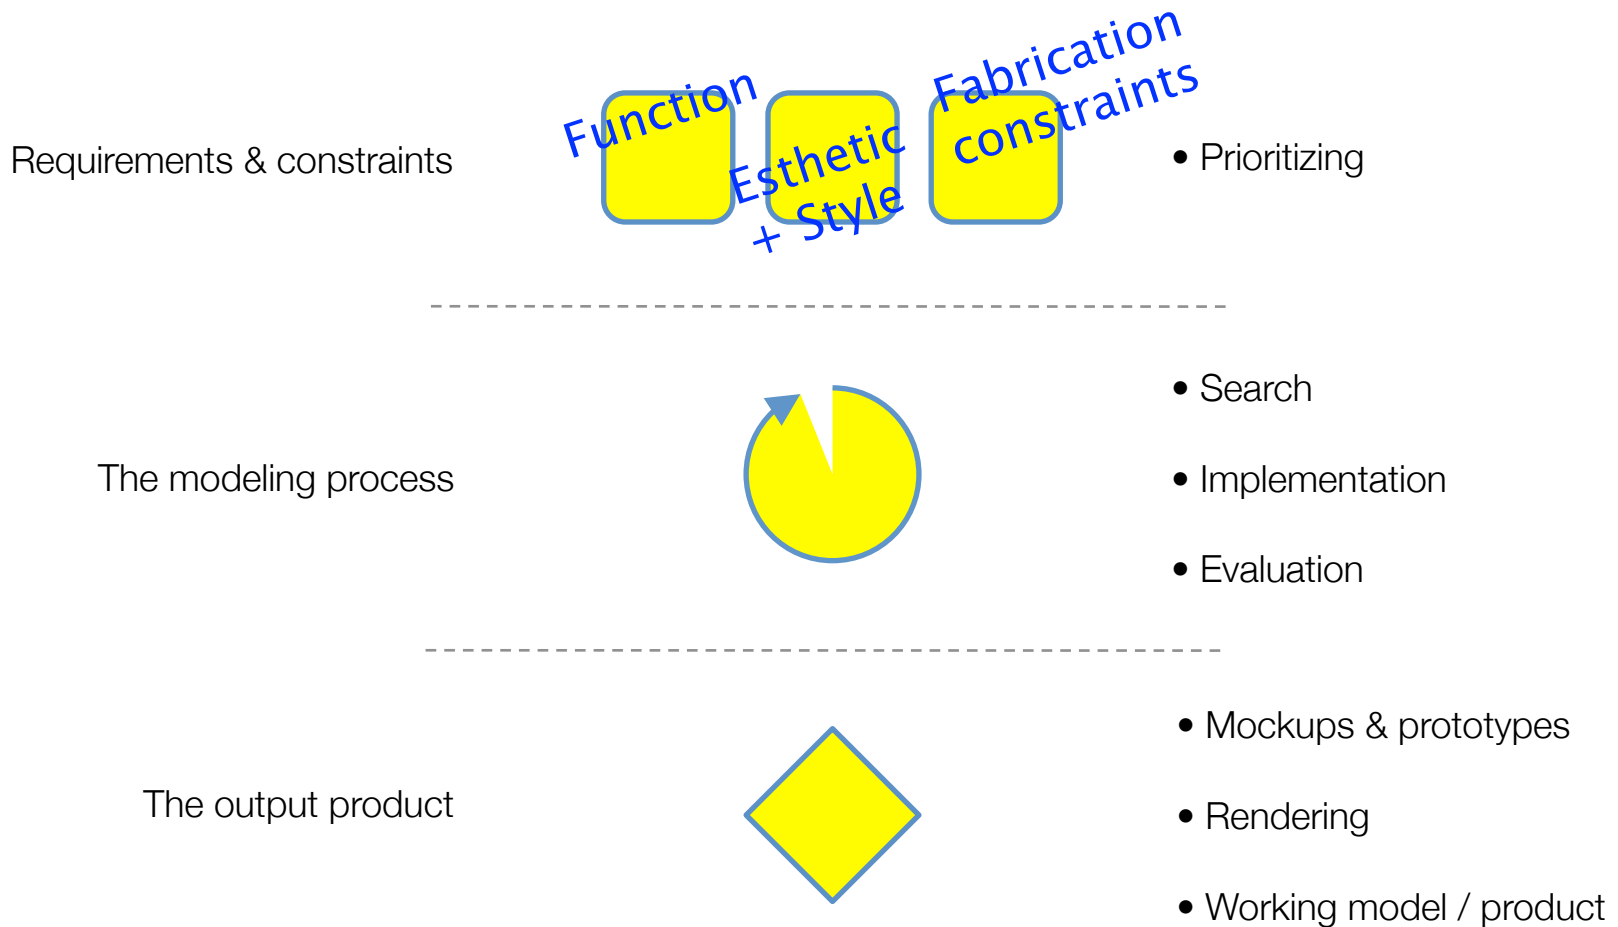 Requirements & constraints
Function
Esthetic
+ Style
Fabrication
constraints
• Prioritizing
The modeling process
• Search
• Implementation
• Evaluation
The output product
• Mockups & prototypes
• Rendering
• Working model / product